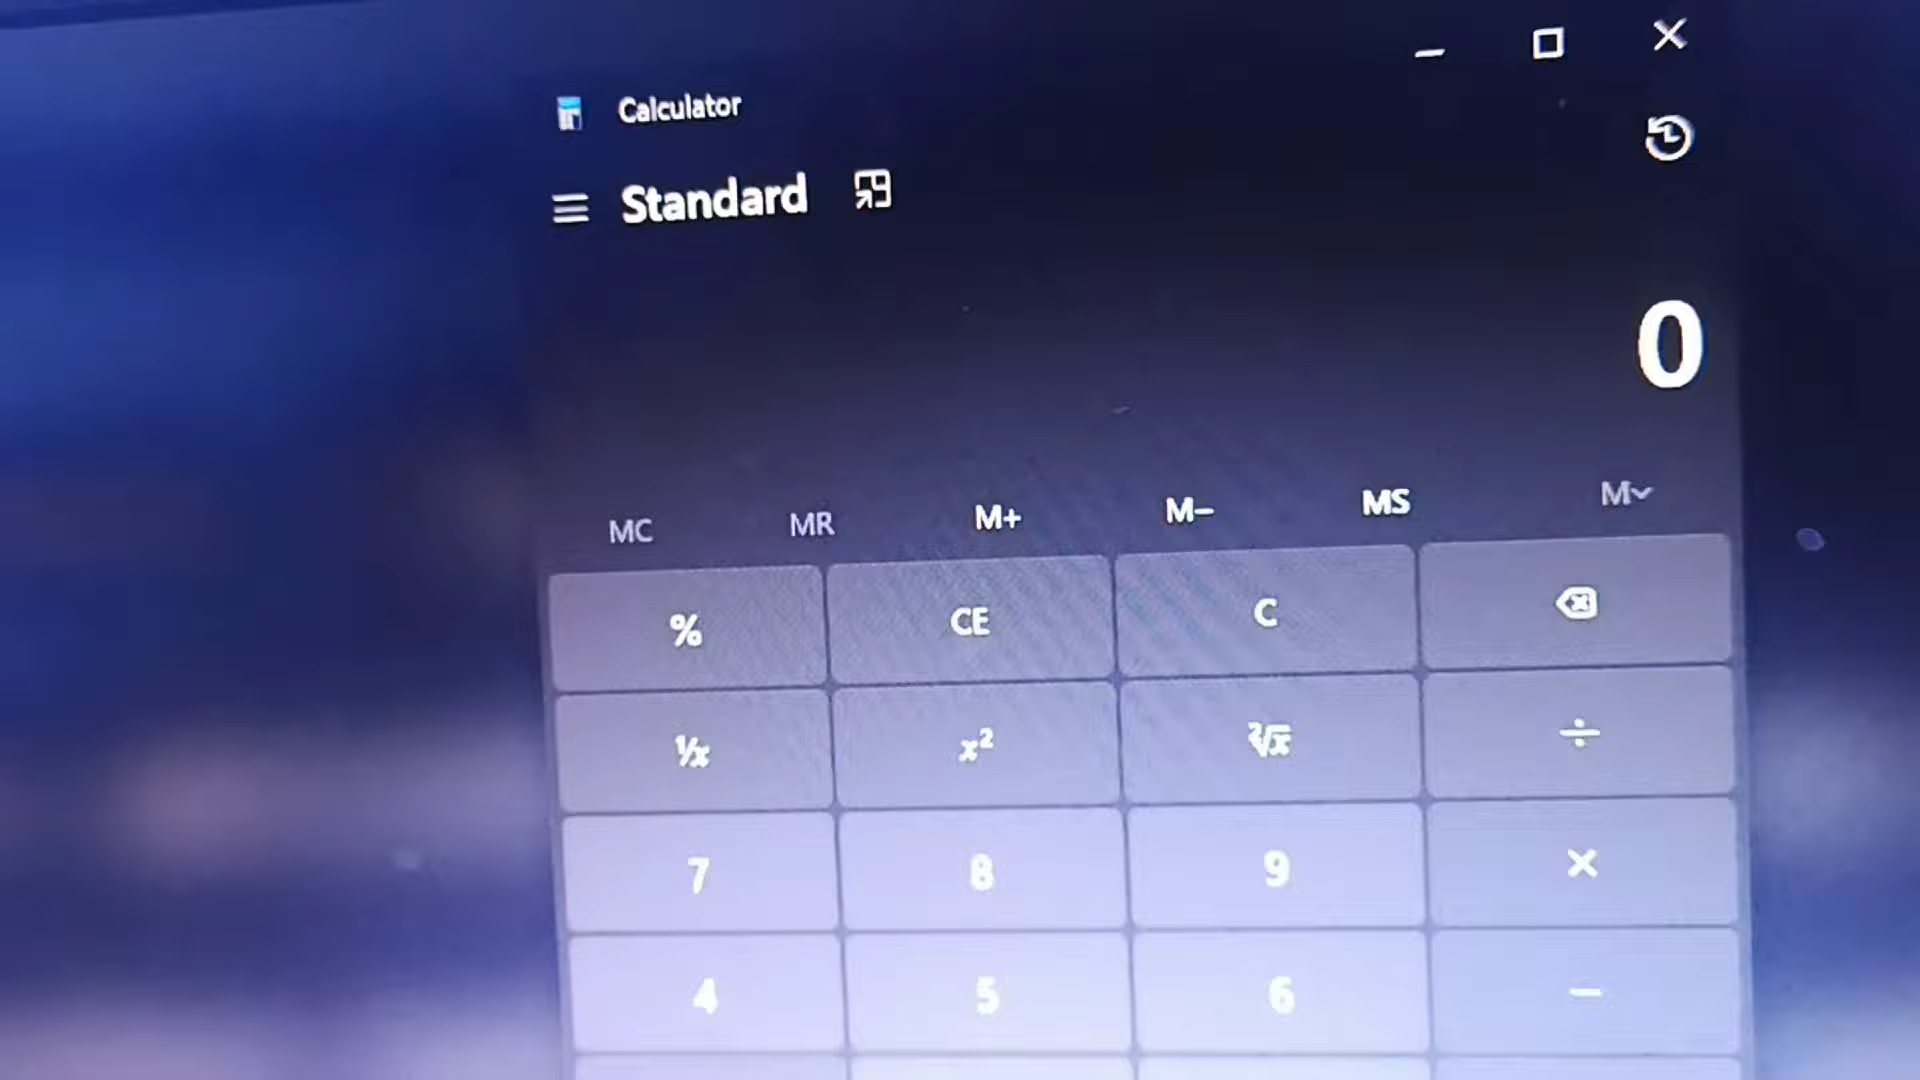 Calculator
Standard
0
MC MR M+ M− MS M
% CE C
¹⁄x x² ²√x ÷
7 8 9 ×
4 5 6 −